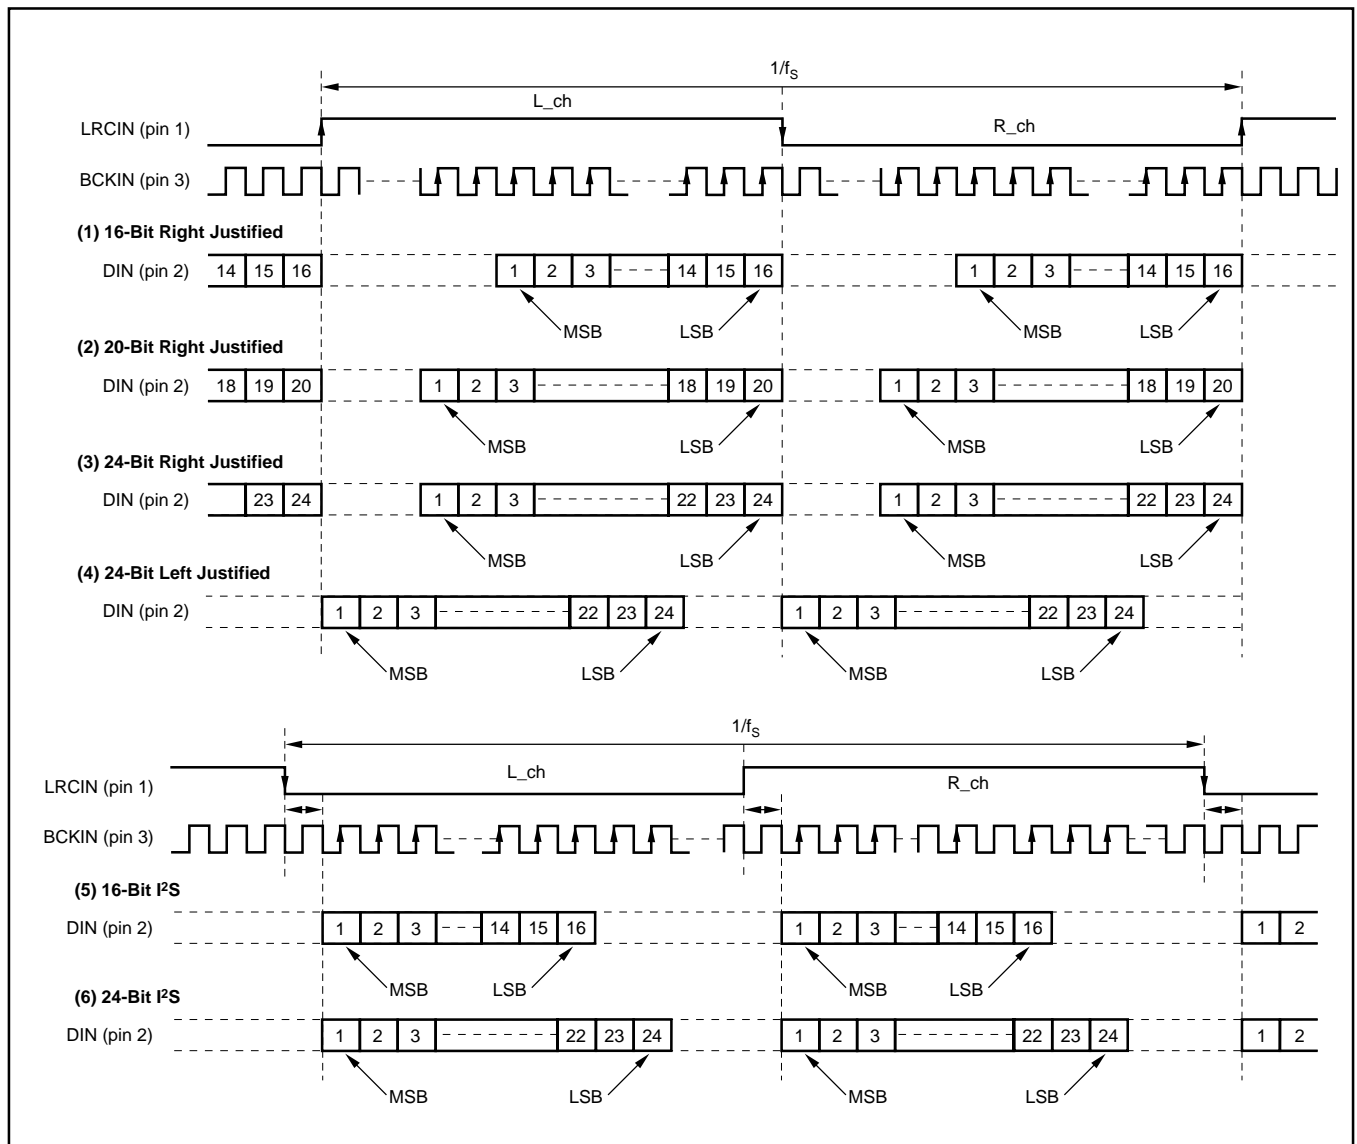 1/fS
L_ch
LRCIN (pin 1)
R_ch
BCKIN (pin 3)
(1) 16-Bit Right Justified
DIN (pin 2) 14 15 16 1 2 3 14 15 16 1 2 3 14 15 16
MSB LSB MSB LSB
(2) 20-Bit Right Justified
DIN (pin 2) 18 19 20 1 2 3 18 19 20 1 2 3 18 19 20
MSB LSB MSB LSB
(3) 24-Bit Right Justified
DIN (pin 2) 23 24 1 2 3 22 23 24 1 2 3 22 23 24
MSB LSB MSB LSB
(4) 24-Bit Left Justified
DIN (pin 2) 1 2 3 22 23 24 1 2 3 22 23 24
MSB LSB MSB LSB
1/fS
L_ch
LRCIN (pin 1)
R_ch
BCKIN (pin 3)
(5) 16-Bit I²S
DIN (pin 2) 1 2 3 14 15 16 1 2 3 14 15 16 1 2
MSB LSB MSB LSB
(6) 24-Bit I²S
DIN (pin 2) 1 2 3 22 23 24 1 2 3 22 23 24 1 2
MSB LSB MSB LSB